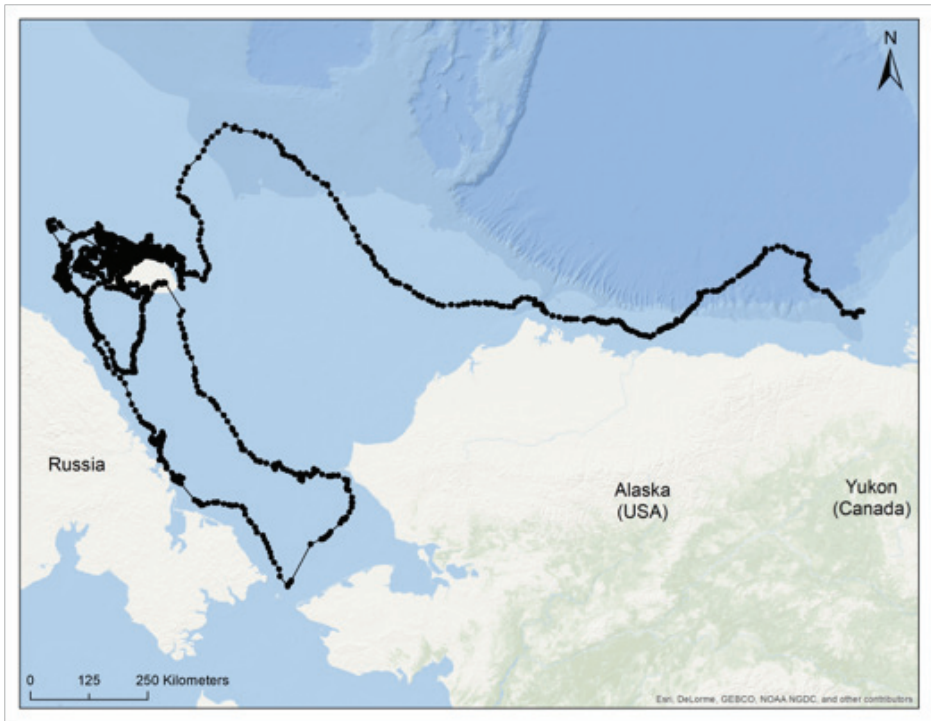 N
Russia
Alaska
(USA)
Yukon
(Canada)
0 125 250 Kilometers
Esri, DeLorme, GEBCO, NOAA NGDC, and other contributors